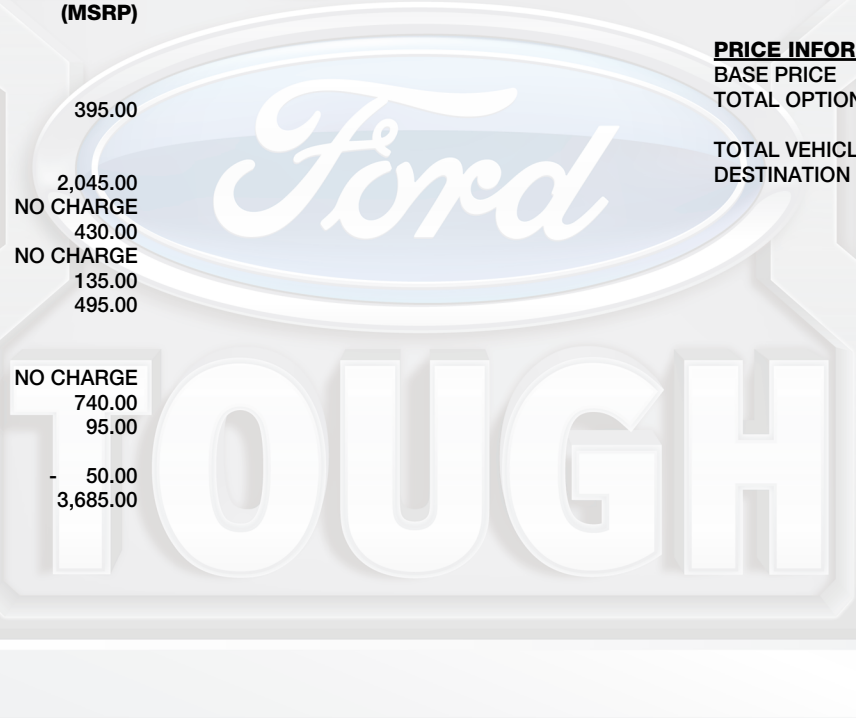 (MSRP)
395.00
2,045.00
NO CHARGE
430.00
NO CHARGE
135.00
495.00
NO CHARGE
740.00
95.00
- 50.00
3,685.00
PRICE INFOR
BASE PRICE
TOTAL OPTION
TOTAL VEHICL
DESTINATION
Ford
TOUGH